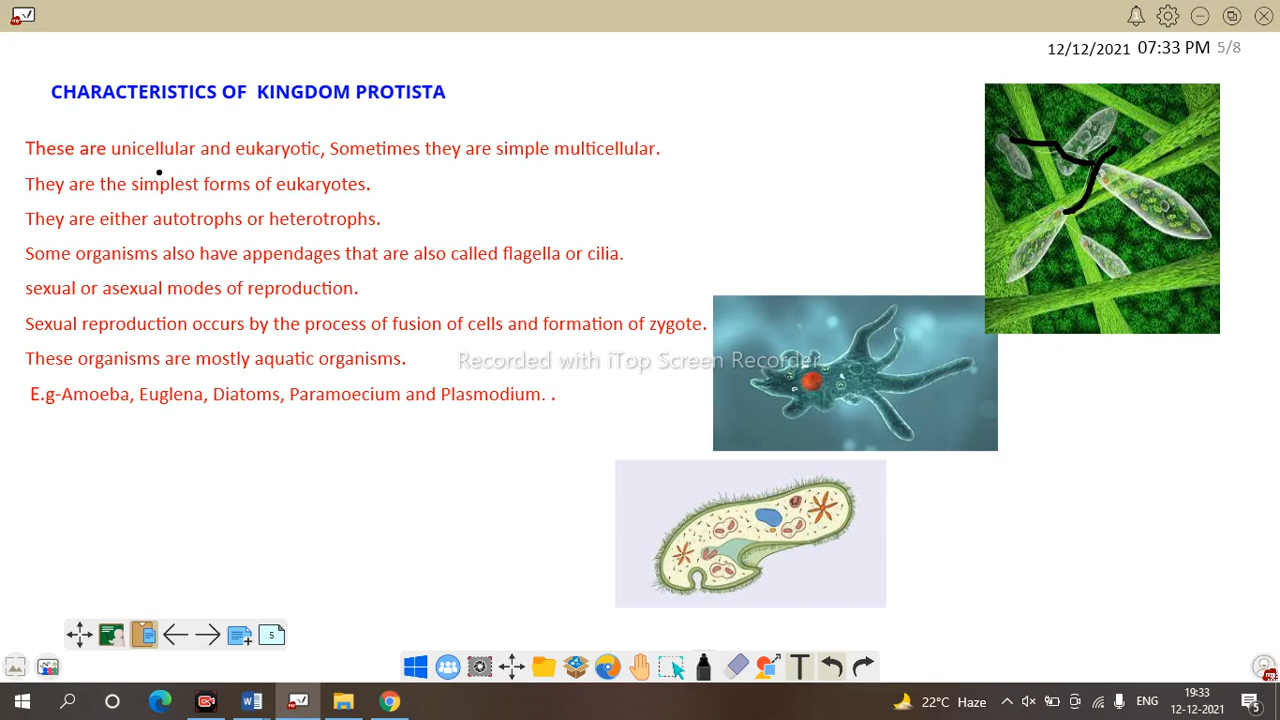 12/12/2021 07:33 PM 5/8
CHARACTERISTICS OF KINGDOM PROTISTA
These are unicellular and eukaryotic, Sometimes they are simple multicellular.
They are the simplest forms of eukaryotes.
They are either autotrophs or heterotrophs.
Some organisms also have appendages that are also called flagella or cilia.
sexual or asexual modes of reproduction.
Sexual reproduction occurs by the process of fusion of cells and formation of zygote.
These organisms are mostly aquatic organisms.
Recorded with iTop Screen Recorder
E.g-Amoeba, Euglena, Diatoms, Paramoecium and Plasmodium. .
5
22°C Haze
ENG
19:33
12-12-2021
5